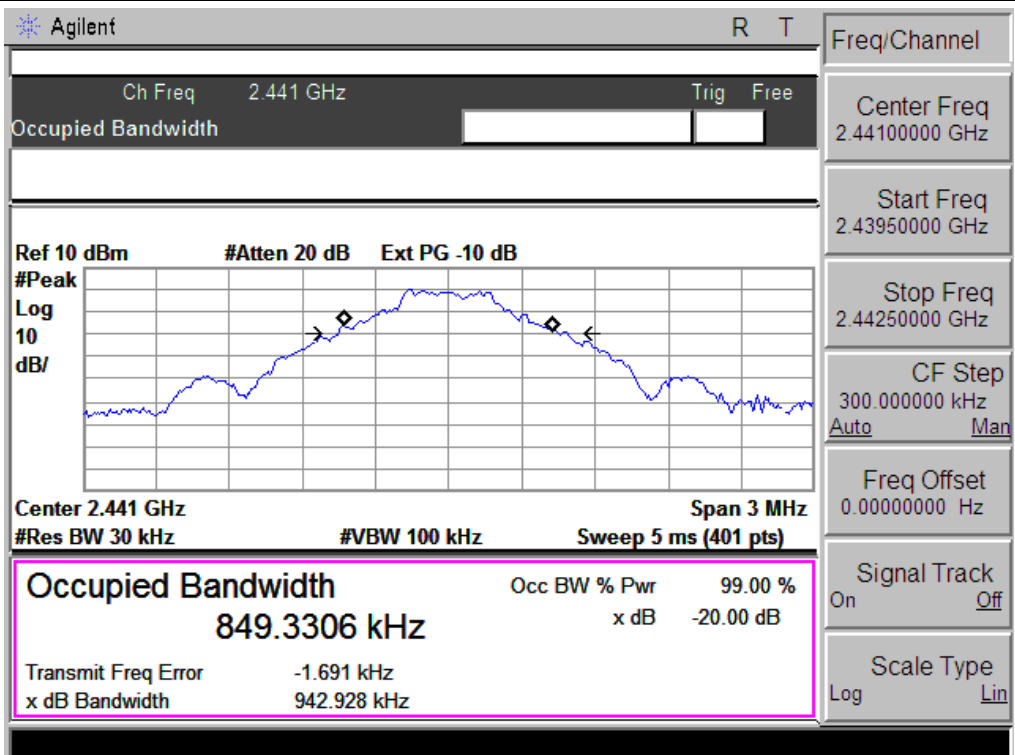 Agilent R T
Ch Freq 2.441 GHz Trig Free
Occupied Bandwidth
Ref 10 dBm #Atten 20 dB Ext PG -10 dB
#Peak
Log
10
dB/
Center 2.441 GHz Span 3 MHz
#Res BW 30 kHz #VBW 100 kHz Sweep 5 ms (401 pts)
Occupied Bandwidth
849.3306 kHz
Occ BW % Pwr 99.00 %
x dB -20.00 dB
Transmit Freq Error -1.691 kHz
x dB Bandwidth 942.928 kHz
Freq/Channel
Center Freq
2.44100000 GHz
Start Freq
2.43950000 GHz
Stop Freq
2.44250000 GHz
CF Step
300.000000 kHz
Auto Man
Freq Offset
0.00000000 Hz
Signal Track
On Off
Scale Type
Log Lin